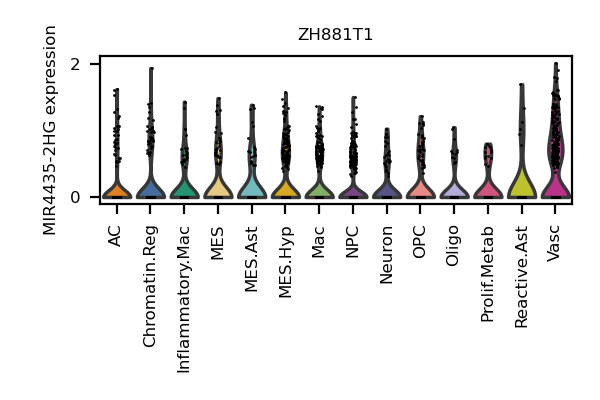 ZH881T1
MIR4435-2HG expression
2
0
AC
Chromatin.Reg
Inflammatory.Mac
MES
MES.Ast
MES.Hyp
Mac
NPC
Neuron
OPC
Oligo
Prolif.Metab
Reactive.Ast
Vasc